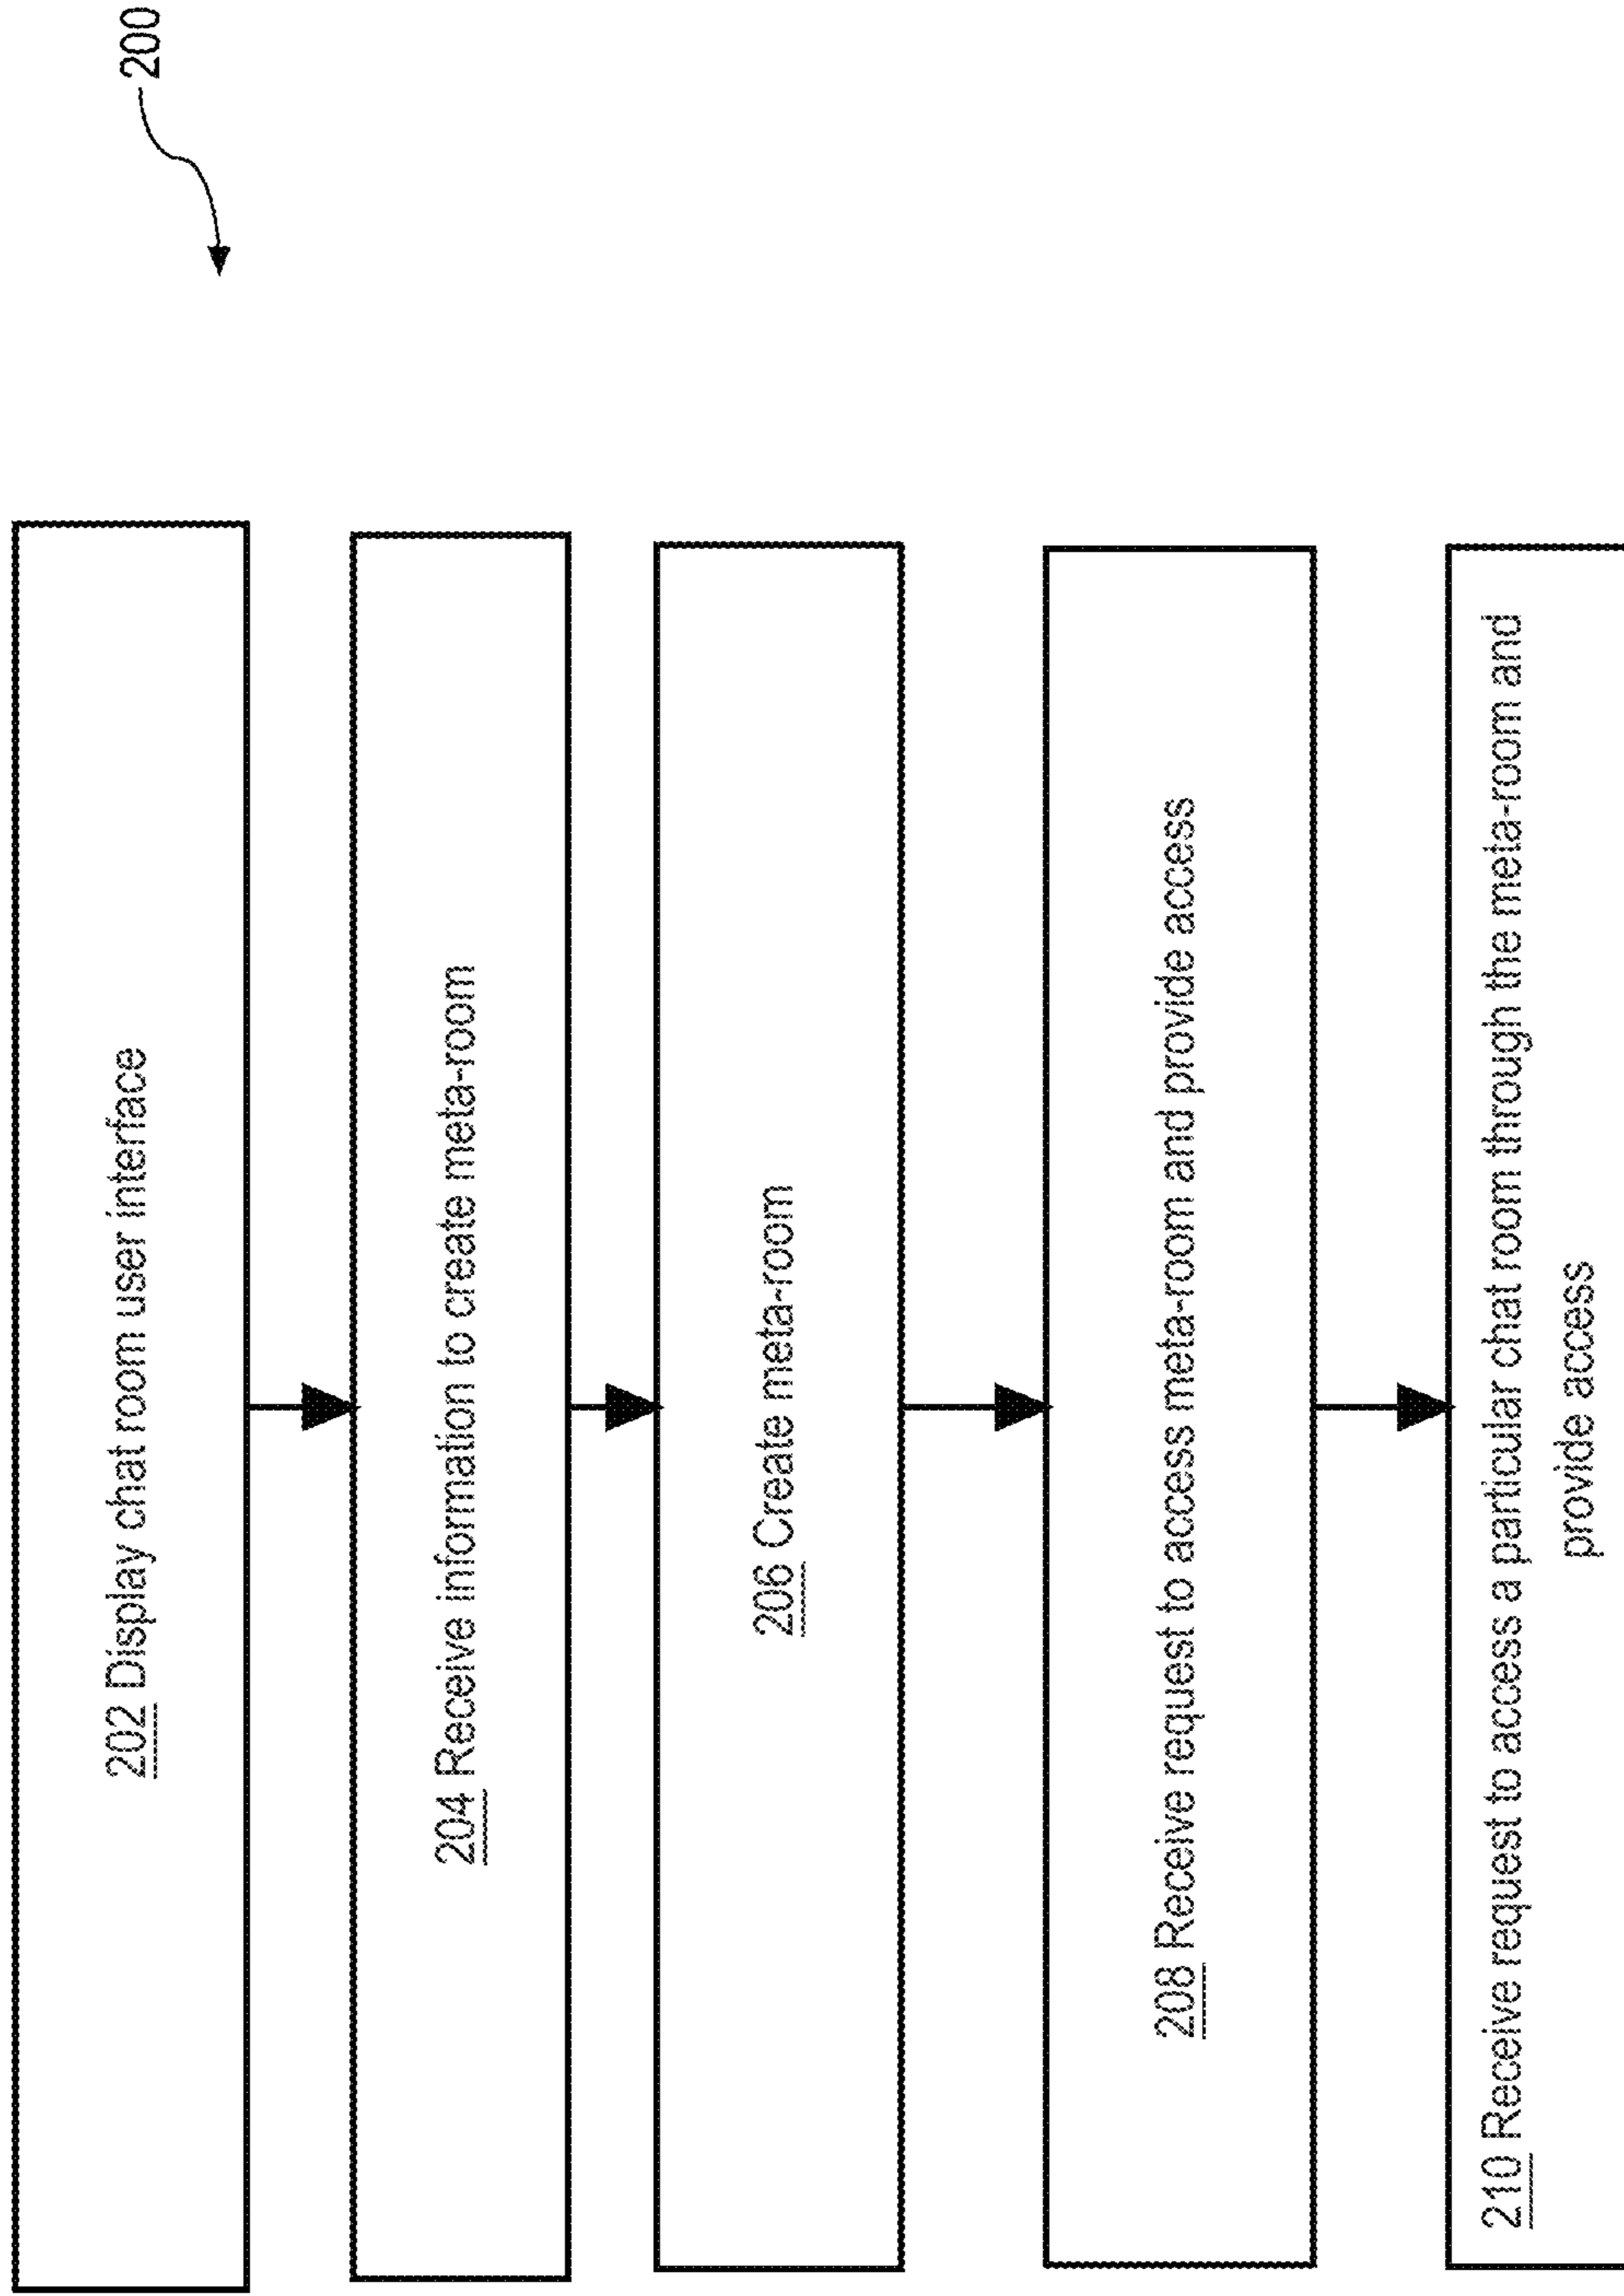 200
202 Display chat room user interface
204 Receive information to create meta-room
206 Create meta-room
208 Receive request to access meta-room and provide access
210 Receive request to access a particular chat room through the meta-room and
provide access